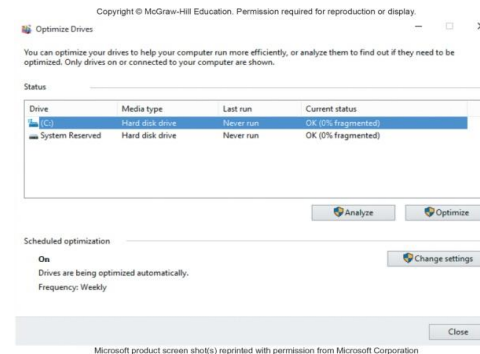 Copyright © McGraw-Hill Education. Permission required for reproduction or display.
Optimize Drives
You can optimize your drives to help your computer run more efficiently, or analyze them to find out if they need to be
optimized. Only drives on or connected to your computer are shown.
Status
Drive Media type Last run Current status
(C:) Hard disk drive Never run OK (0% fragmented)
System Reserved Hard disk drive Never run OK (0% fragmented)
Analyze Optimize
Scheduled optimization
On Change settings
Drives are being optimized automatically.
Frequency: Weekly
Close
Microsoft product screen shot(s) reprinted with permission from Microsoft Corporation